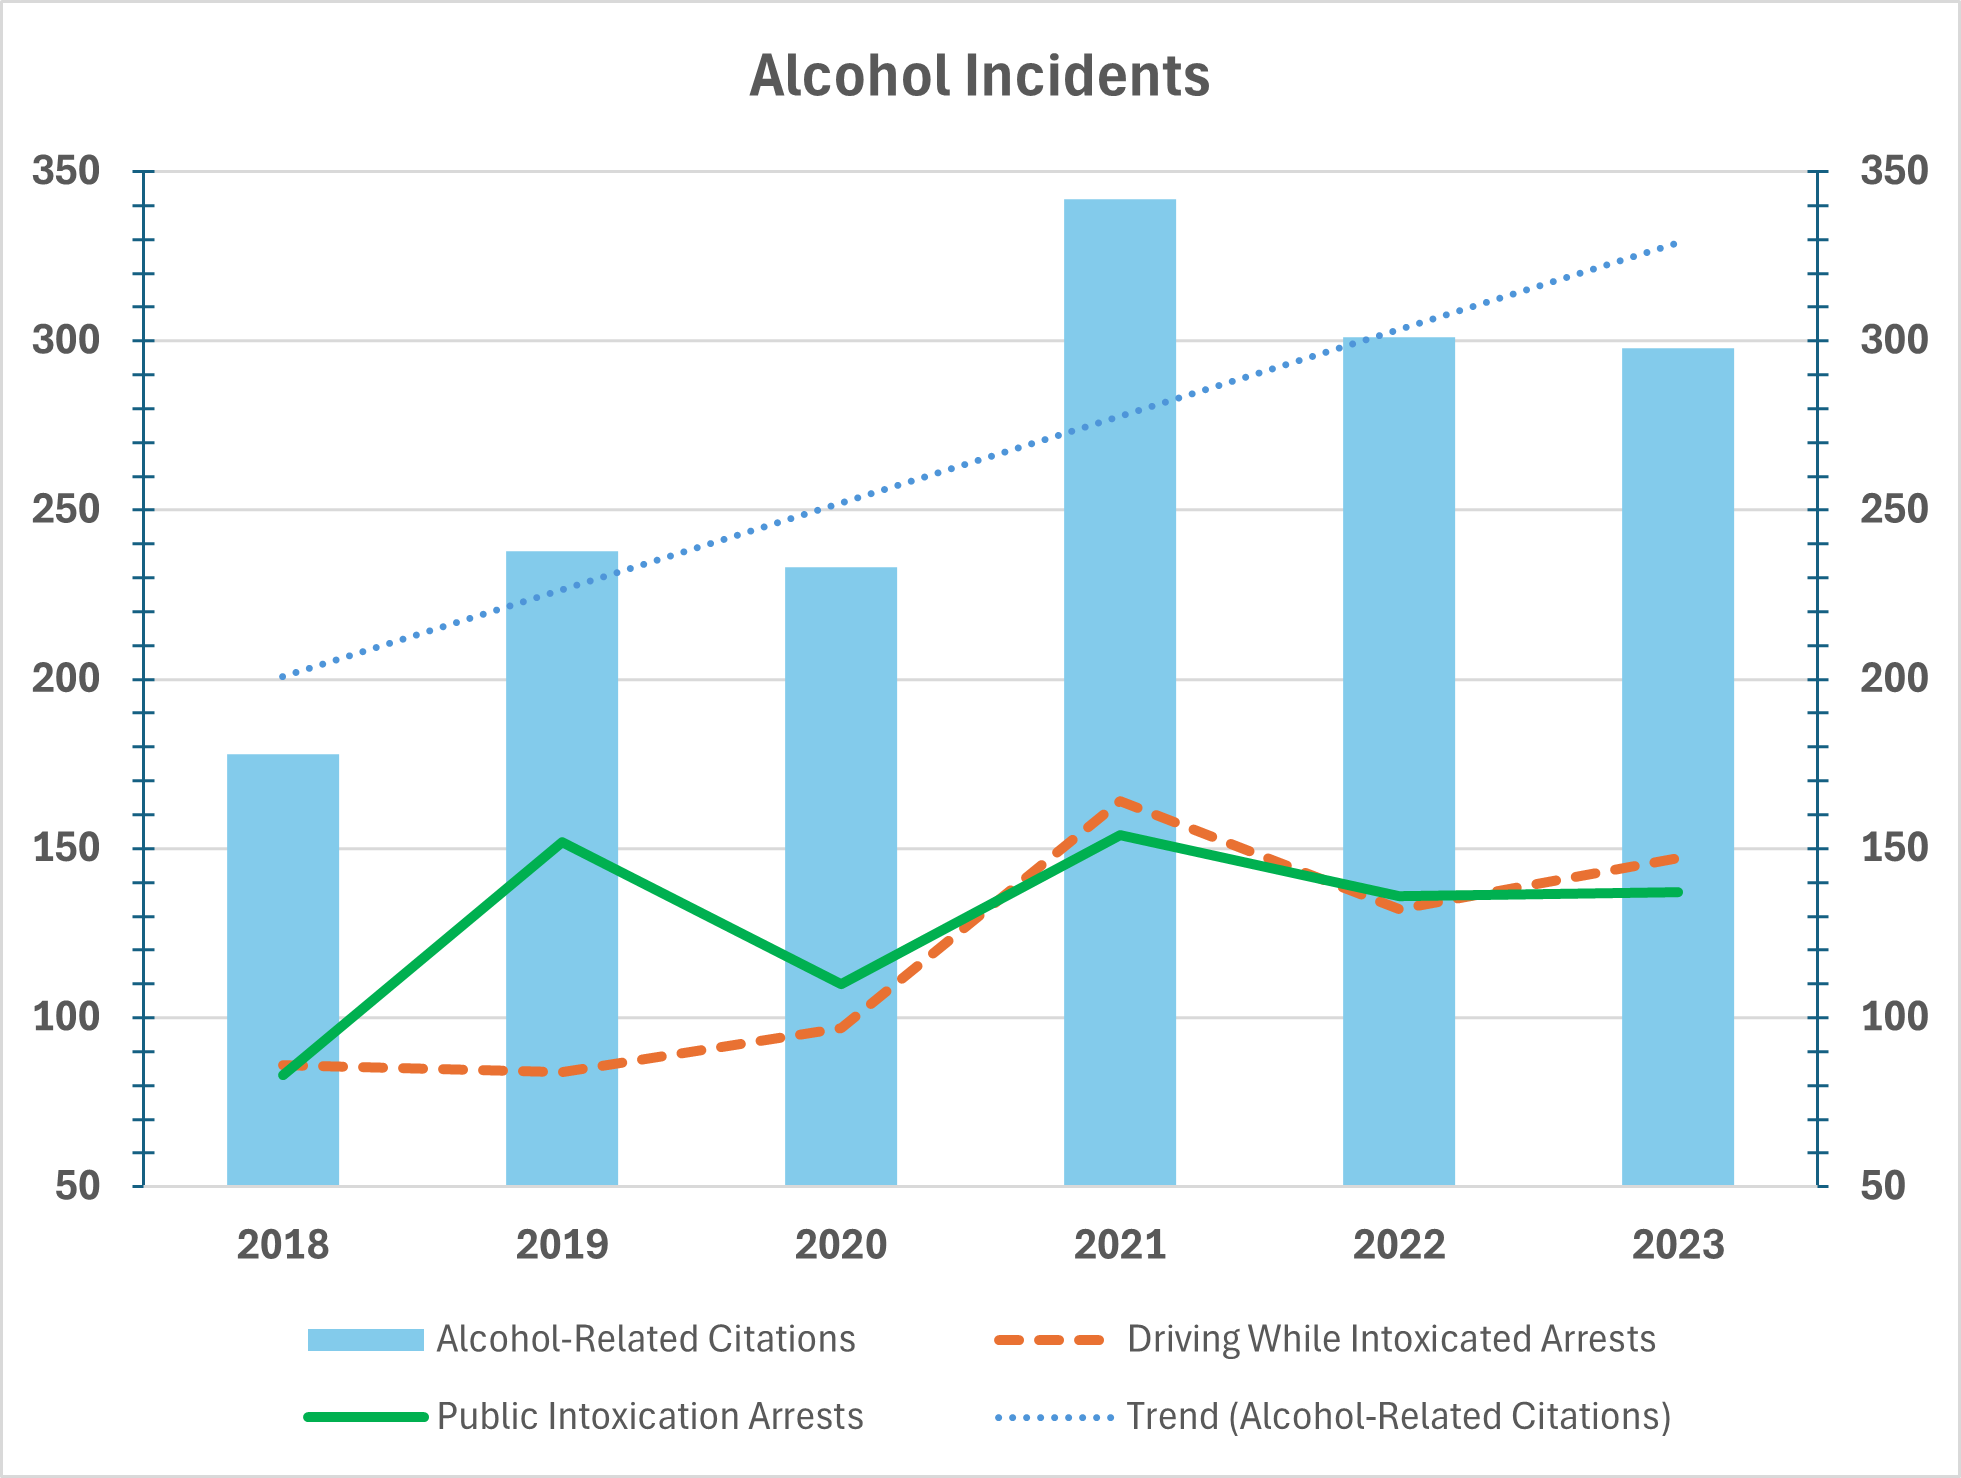 Alcohol Incidents
350 350
300 300
250 250
200 200
150 150
100 100
50 50
2018 2019 2020 2021 2022 2023
Alcohol-Related Citations Driving While Intoxicated Arrests
Public Intoxication Arrests Trend (Alcohol-Related Citations)